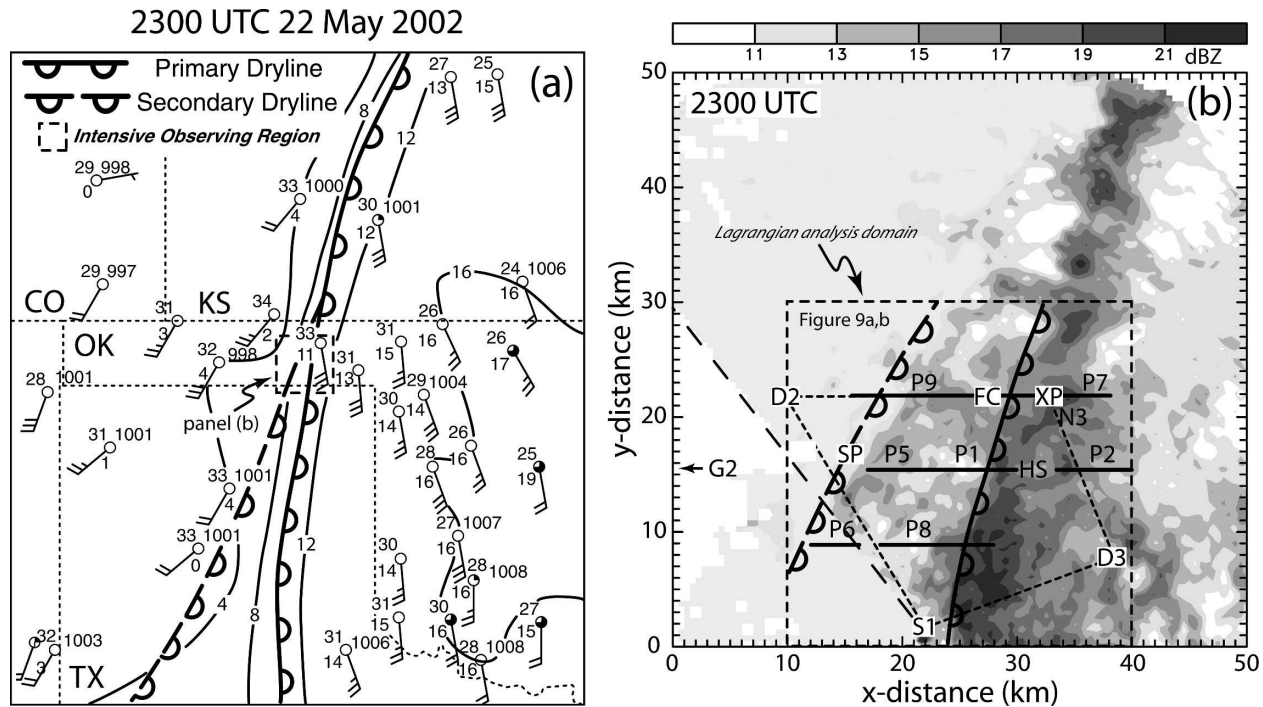 2300 UTC 22 May 2002
Primary Dryline
Secondary Dryline
Intensive Observing Region
(a)
27
13
25
15
8
12
29 998
0
33 1000
4
30 1001
12
16
24 1006
16
29 997
CO
KS
31
3
34
2
33
11
26
16
OK
32 998
4
31
15
26
17
31
13
28 1001
29 1004
14
30
14
panel (b)
31 1001
1
26
16
28
16
25
19
33 1001
4
27 1007
16
12
33 1001
0
30
14
28 1008
16
4
8
31
15
30
16
27
15
32 1003
3
31 1006
14
28 1008
16
TX
11 13 15 17 19 21 dBZ
2300 UTC
(b)
Lagrangian analysis domain
Figure 9a,b
P9 FC XP P7
D2
N3
SP P5 P1 HS P2
G2
P6 P8
D3
S1
50
40
30
20
10
0
y-distance (km)
0 10 20 30 40 50
x-distance (km)